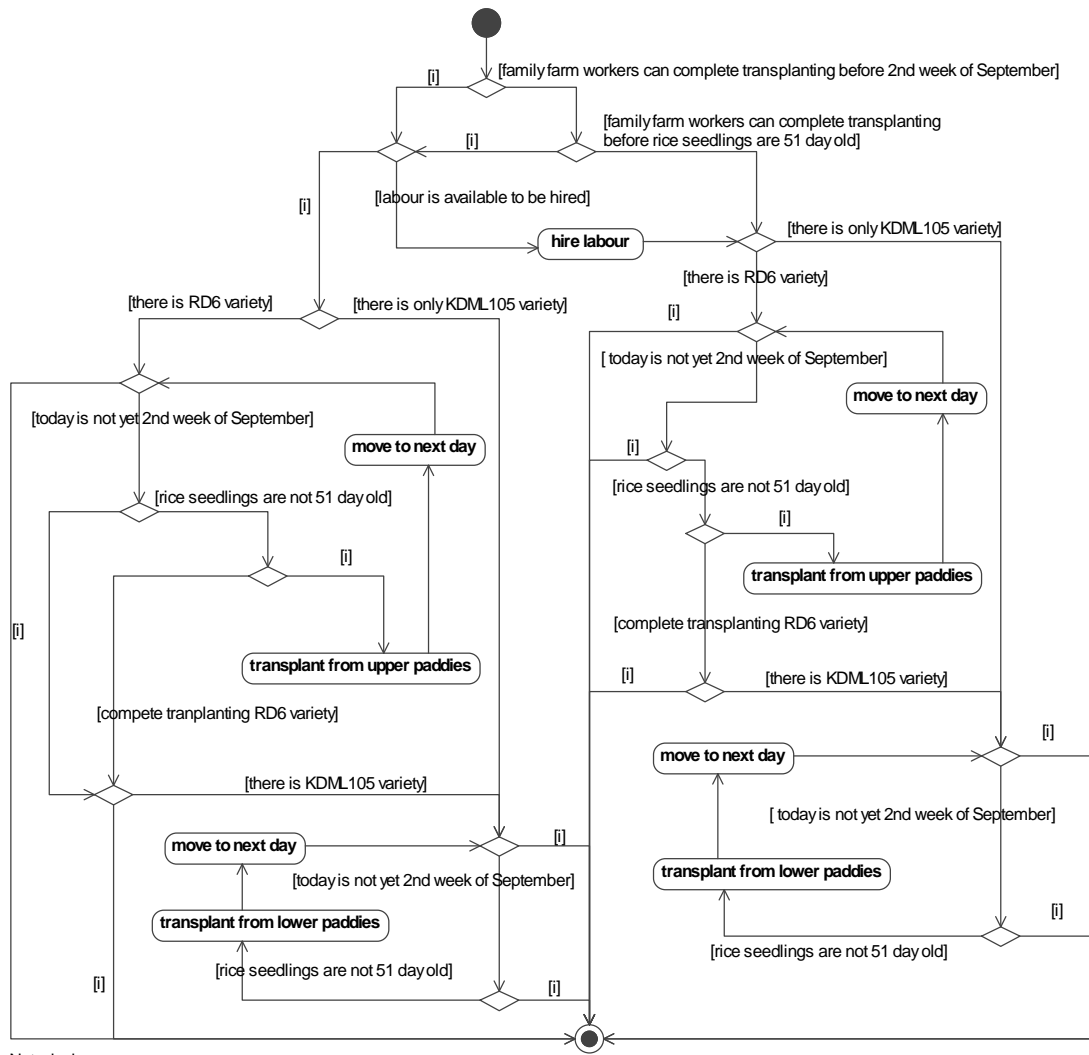 [family farm workers can complete transplanting before 2nd week of September]
[i]
[family farm workers can complete transplanting
before rice seedlings are 51 day old]
[i]
[labour is available to be hired]
[i]
hire labour
[there is only KDML105 variety]
[there is RD6 variety]
[there is RD6 variety]
[there is only KDML105 variety]
[i]
[ today is not yet 2nd week of September]
move to next day
[today is not yet 2nd week of September]
move to next day
[i]
[rice seedlings are not 51 day old]
[rice seedlings are not 51 day old]
[i]
[i]
transplant from upper paddies
[i]
[complete transplanting RD6 variety]
transplant from upper paddies
[i]
[there is KDML105 variety]
[compete tranplanting RD6 variety]
[i]
move to next day
[there is KDML105 variety]
[ today is not yet 2nd week of September]
[i]
move to next day
[today is not yet 2nd week of September]
transplant from lower paddies
transplant from lower paddies
[i]
[rice seedlings are not 51 day old]
[rice seedlings are not 51 day old]
[i]
[i]